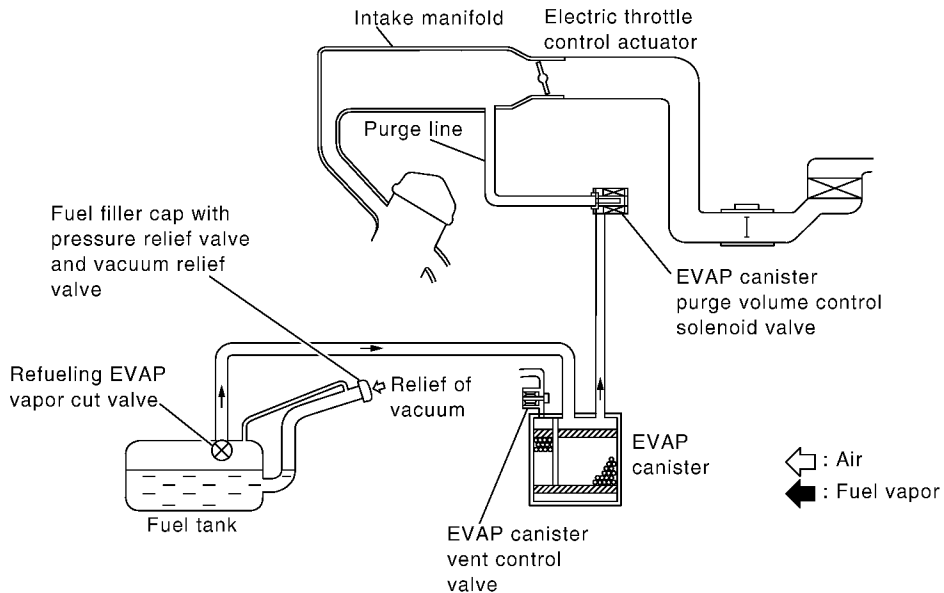 Intake manifold
Electric throttle
control actuator
Purge line
Fuel filler cap with
pressure relief valve
and vacuum relief
valve
EVAP canister
purge volume control
solenoid valve
Refueling EVAP
vapor cut valve
Relief of
vacuum
EVAP
canister
: Air
: Fuel vapor
Fuel tank
EVAP canister
vent control
valve